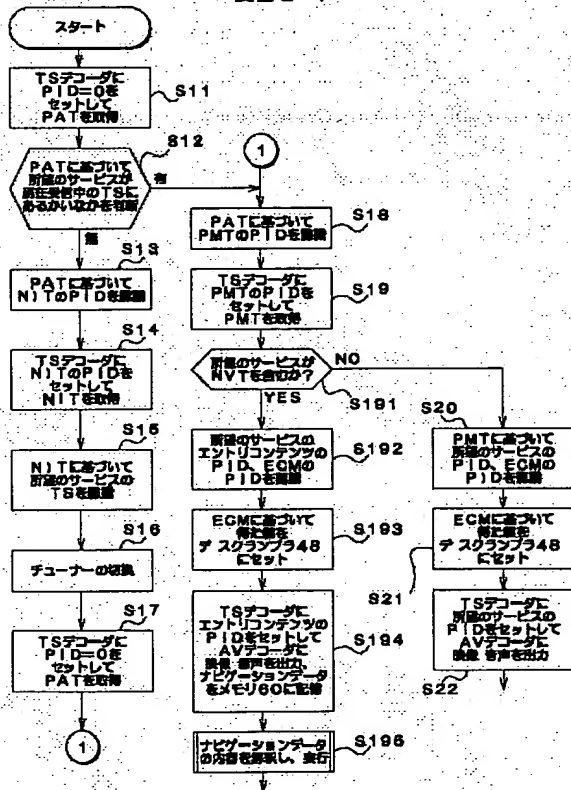 スタート
TSデコーダに
PID=0を
セットして
PATを取得
S11
PATに基づいて
所望のサービスが
現在受信中のTSに
あるかいなかを判断
S12
有
無
PATに基づいて
NITのPIDを認識
S13
TSデコーダに
NITのPIDを
セットして
NITを取得
S14
NITに基づいて
所望のサービスの
TSを認識
S15
チューナーの切換
S16
TSデコーダに
PID=0を
セットして
PATを取得
S17
1
1
PATに基づいて
PMTのPIDを認識
S18
TSデコーダに
PMTのPIDを
セットして
PMTを取得
S19
所望のサービスが
NVTを含むか?
S191
NO
YES
所望のサービスの
エントリコンテンツの
PID、ECMの
PIDを認識
S192
ECMに基づいて
得た鍵を
デスクランブラ48
にセット
S193
TSデコーダに
エントリコンテンツの
PIDをセットして
AVデコーダに
映像 音声を出力、
ナビゲーションデータ
をメモリ60に記憶
S194
ナビゲーションデータ
の内容を解釈し、実行
S195
S20
PMTに基づいて
所望のサービスの
PID、ECMの
PIDを認識
ECMに基づいて
得た鍵を
デスクランブラ48
にセット
S21
TSデコーダに
所望のサービスの
PIDをセットして
AVデコーダに
映像 音声を出力
S22